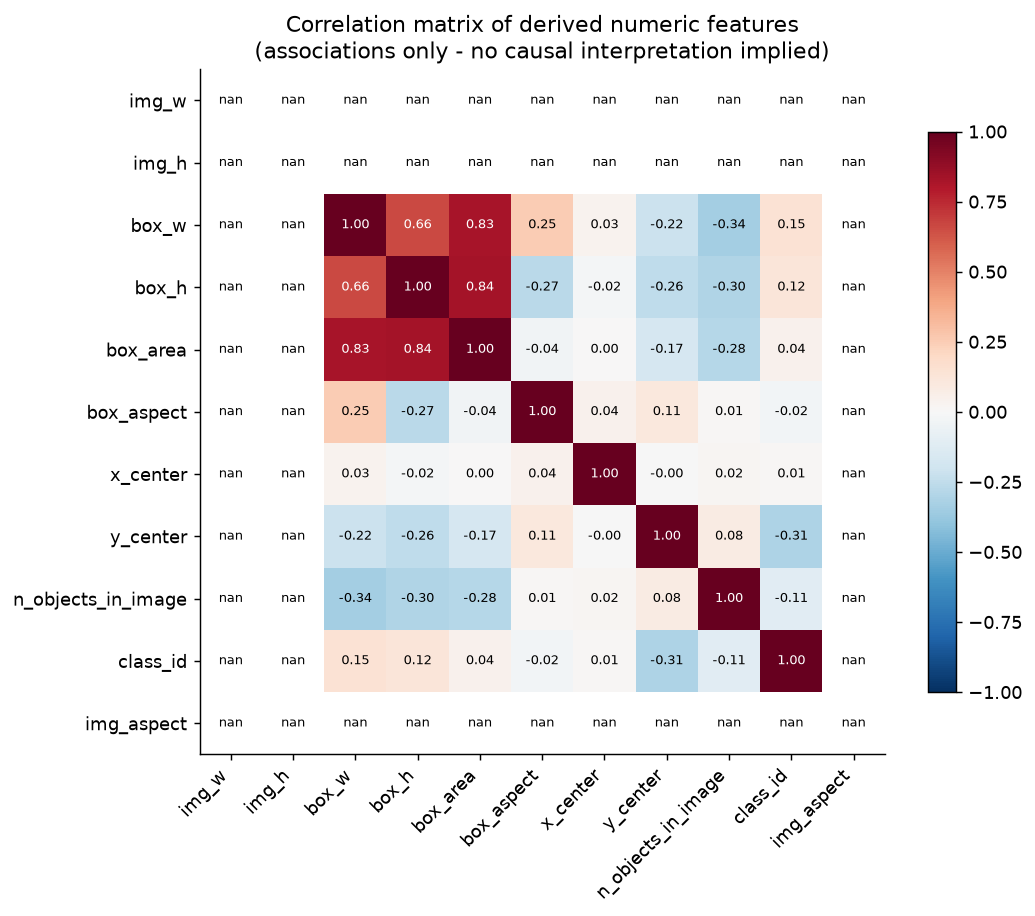 Correlation matrix of derived numeric features
(associations only - no causal interpretation implied)
img_w nan nan nan nan nan nan nan nan nan nan nan
img_h nan nan nan nan nan nan nan nan nan nan nan
box_w nan nan 1.00 0.66 0.83 0.25 0.03 -0.22 -0.34 0.15 nan
box_h nan nan 0.66 1.00 0.84 -0.27 -0.02 -0.26 -0.30 0.12 nan
box_area nan nan 0.83 0.84 1.00 -0.04 0.00 -0.17 -0.28 0.04 nan
box_aspect nan nan 0.25 -0.27 -0.04 1.00 0.04 0.11 0.01 -0.02 nan
x_center nan nan 0.03 -0.02 0.00 0.04 1.00 -0.00 0.02 0.01 nan
y_center nan nan -0.22 -0.26 -0.17 0.11 -0.00 1.00 0.08 -0.31 nan
n_objects_in_image nan nan -0.34 -0.30 -0.28 0.01 0.02 0.08 1.00 -0.11 nan
class_id nan nan 0.15 0.12 0.04 -0.02 0.01 -0.31 -0.11 1.00 nan
img_aspect nan nan nan nan nan nan nan nan nan nan nan
img_w img_h box_w box_h box_area box_aspect x_center y_center n_objects_in_image class_id img_aspect
1.00
0.75
0.50
0.25
0.00
−0.25
−0.50
−0.75
−1.00